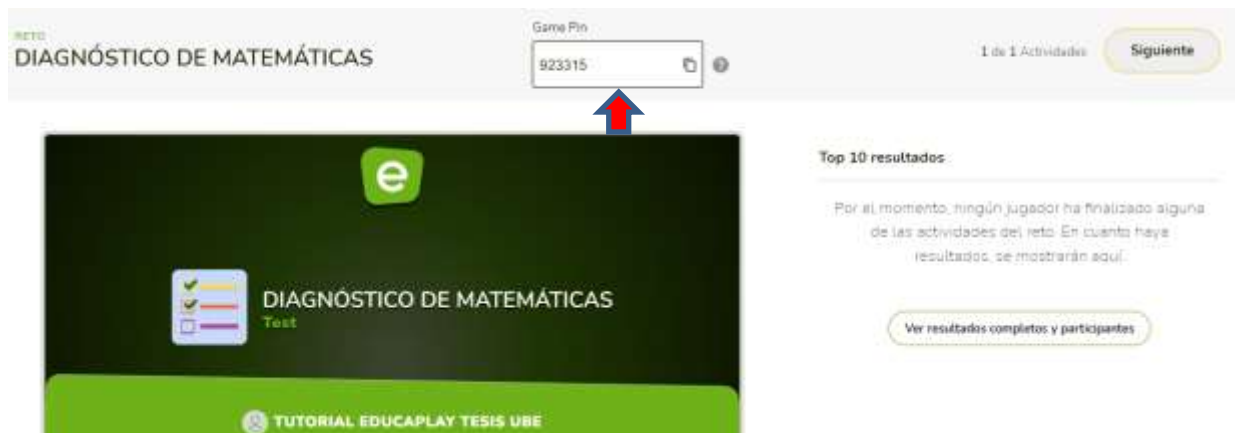 RETO
DIAGNÓSTICO DE MATEMÁTICAS
Game Pin
923315
1 de 1 Actividades
Siguiente
e
DIAGNÓSTICO DE MATEMÁTICAS
Test
TUTORIAL EDUCAPLAY TESIS UBE
Top 10 resultados
Por el momento, ningún jugador ha finalizado alguna
de las actividades del reto. En cuanto haya
resultados, se mostrarán aquí.
Ver resultados completos y participantes